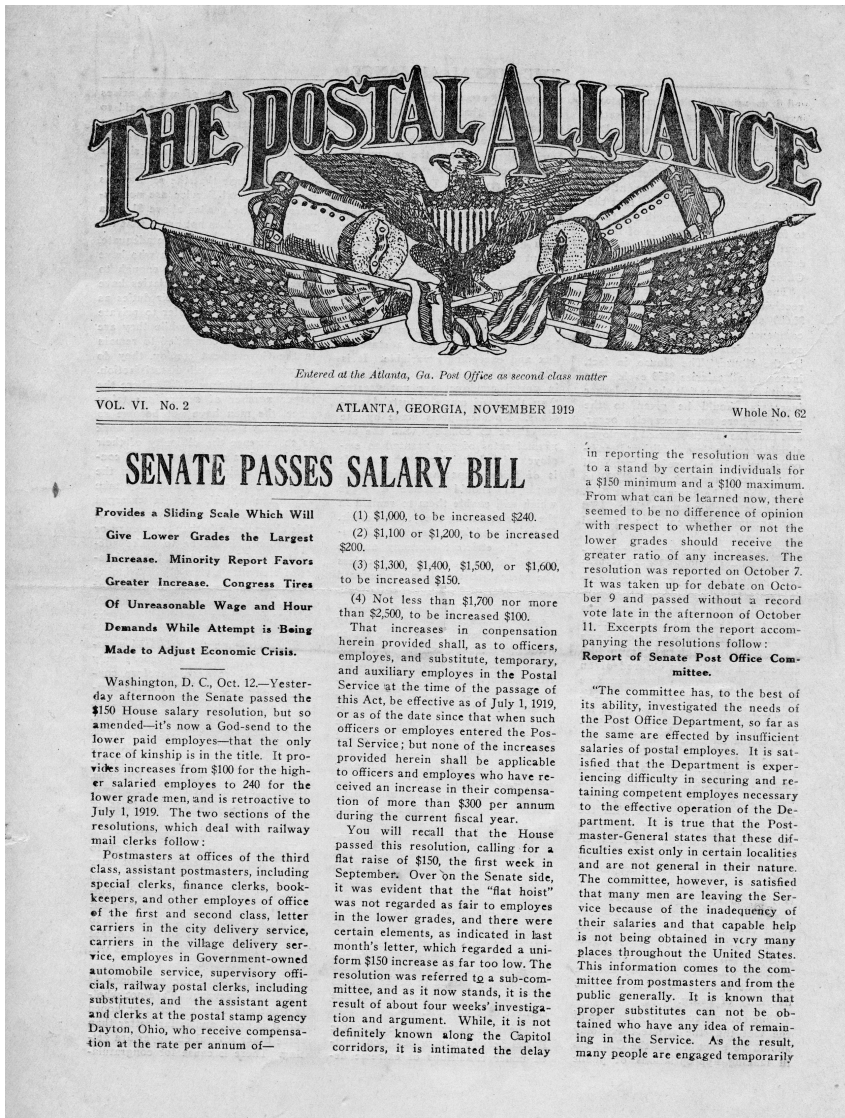 THE POSTAL ALLIANCE
Entered at the Atlanta, Ga. Post Office as second class matter
VOL. VI. No. 2
ATLANTA, GEORGIA, NOVEMBER 1919
Whole No. 62
SENATE PASSES SALARY BILL
Provides a Sliding Scale Which Will
Give Lower Grades the Largest
Increase. Minority Report Favors
Greater Increase. Congress Tires
Of Unreasonable Wage and Hour
Demands While Attempt is Being
Made to Adjust Economic Crisis.
Washington, D. C., Oct. 12.—Yester-
day afternoon the Senate passed the
$150 House salary resolution, but so
amended—it's now a God-send to the
lower paid employes—that the only
trace of kinship is in the title. It pro-
vides increases from $100 for the high-
er salaried employes to 240 for the
lower grade men, and is retroactive to
July 1, 1919. The two sections of the
resolutions, which deal with railway
mail clerks follow:
Postmasters at offices of the third
class, assistant postmasters, including
special clerks, finance clerks, book-
keepers, and other employes of office
of the first and second class, letter
carriers in the city delivery service,
carriers in the village delivery ser-
vice, employes in Government-owned
automobile service, supervisory offi-
cials, railway postal clerks, including
substitutes, and the assistant agent
and clerks at the postal stamp agency
Dayton, Ohio, who receive compensa-
tion at the rate per annum of—
(1) $1,000, to be increased $240.
(2) $1,100 or $1,200, to be increased
$200.
(3) $1,300, $1,400, $1,500, or $1,600,
to be increased $150.
(4) Not less than $1,700 nor more
than $2,500, to be increased $100.
That increases in conpensation
herein provided shall, as to officers,
employes, and substitute, temporary,
and auxiliary employes in the Postal
Service at the time of the passage of
this Act, be effective as of July 1, 1919,
or as of the date since that when such
officers or employes entered the Pos-
tal Service; but none of the increases
provided herein shall be applicable
to officers and employes who have re-
ceived an increase in their compensa-
tion of more than $300 per annum
during the current fiscal year.
You will recall that the House
passed this resolution, calling for a
flat raise of $150, the first week in
September. Over on the Senate side,
it was evident that the "flat hoist"
was not regarded as fair to employes
in the lower grades, and there were
certain elements, as indicated in last
month's letter, which regarded a uni-
form $150 increase as far too low. The
resolution was referred to a sub-com-
mittee, and as it now stands, it is the
result of about four weeks' investiga-
tion and argument. While, it is not
definitely known along the Capitol
corridors, it is intimated the delay
in reporting the resolution was due
to a stand by certain individuals for
a $150 minimum and a $100 maximum.
From what can be learned now, there
seemed to be no difference of opinion
with respect to whether or not the
lower grades should receive the
greater ratio of any increases. The
resolution was reported on October 7.
It was taken up for debate on Octo-
ber 9 and passed without a record
vote late in the afternoon of October
11. Excerpts from the report accom-
panying the resolutions follow:
Report of Senate Post Office Com-
mittee.
"The committee has, to the best of
its ability, investigated the needs of
the Post Office Department, so far as
the same are effected by insufficient
salaries of postal employes. It is sat-
isfied that the Department is exper-
iencing difficulty in securing and re-
taining competent employes necessary
to the effective operation of the De-
partment. It is true that the Post-
master-General states that these dif-
ficulties exist only in certain localities
and are not general in their nature.
The committee, however, is satisfied
that many men are leaving the Ser-
vice because of the inadequency of
their salaries and that capable help
is not being obtained in very many
places throughout the United States.
This information comes to the com-
mittee from postmasters and from the
public generally. It is known that
proper substitutes can not be ob-
tained who have any idea of remain-
ing in the Service. As the result,
many people are engaged temporarily